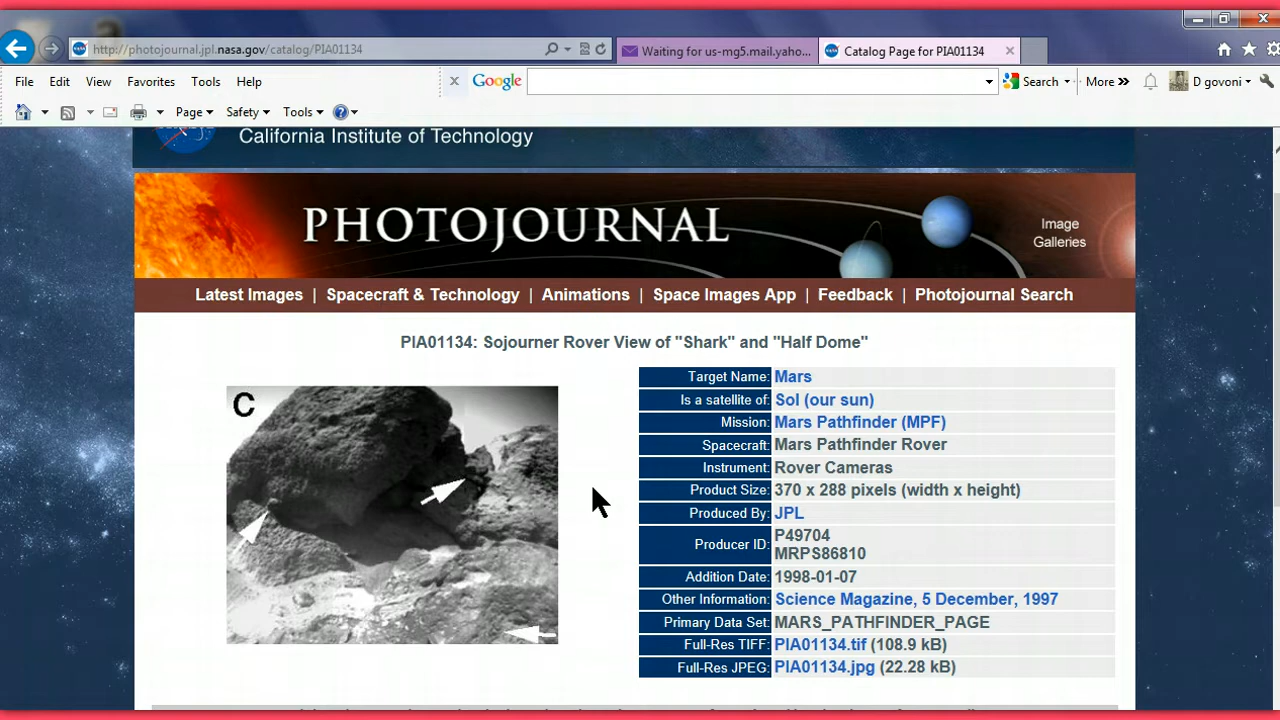 http://photojournal.jpl.nasa.gov/catalog/PIA01134
Waiting for us-mg5.mail.yaho...
Catalog Page for PIA01134
File Edit View Favorites Tools Help
Google
Search
More
D govoni
Page Safety Tools
California Institute of Technology
PHOTOJOURNAL
Image
Galleries
Latest Images | Spacecraft & Technology | Animations | Space Images App | Feedback | Photojournal Search
PIA01134: Sojourner Rover View of "Shark" and "Half Dome"
C
Target Name: Mars
Is a satellite of: Sol (our sun)
Mission: Mars Pathfinder (MPF)
Spacecraft: Mars Pathfinder Rover
Instrument: Rover Cameras
Product Size: 370 x 288 pixels (width x height)
Produced By: JPL
Producer ID: P49704
MRPS86810
Addition Date: 1998-01-07
Other Information: Science Magazine, 5 December, 1997
Primary Data Set: MARS_PATHFINDER_PAGE
Full-Res TIFF: PIA01134.tif (108.9 kB)
Full-Res JPEG: PIA01134.jpg (22.28 kB)